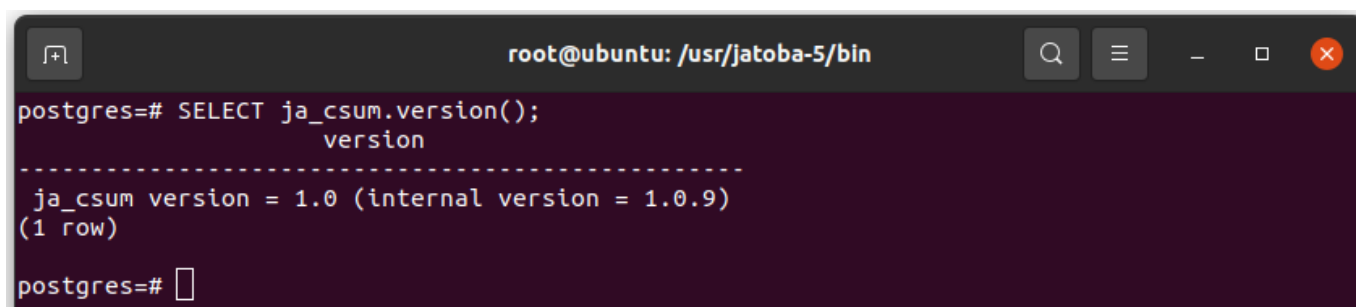 root@ubuntu: /usr/jatoba-5/bin
postgres=# SELECT ja_csum.version();
version
---------------------------------------------------
ja_csum version = 1.0 (internal version = 1.0.9)
(1 row)
postgres=#